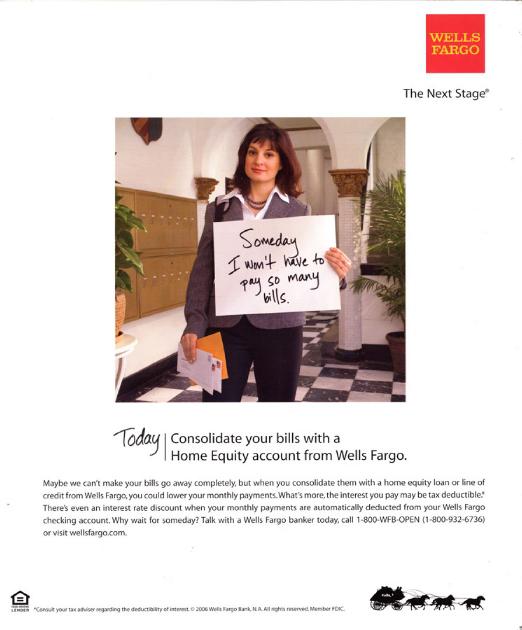 WELLS
FARGO
The Next Stage®
Someday
I won't have to
pay so many
bills.
Today | Consolidate your bills with a
Home Equity account from Wells Fargo.
Maybe we can't make your bills go away completely, but when you consolidate them with a home equity loan or line of
credit from Wells Fargo, you could lower your monthly payments. What's more, the interest you pay may be tax deductible.*
There's even an interest rate discount when your monthly payments are automatically deducted from your Wells Fargo
checking account. Why wait for someday? Talk with a Wells Fargo banker today, call 1-800-WFB-OPEN (1-800-932-6736)
or visit wellsfargo.com.
LENDER
*Consult your tax adviser regarding the deductibility of interest. © 2006 Wells Fargo Bank, N.A. All rights reserved. Member FDIC.